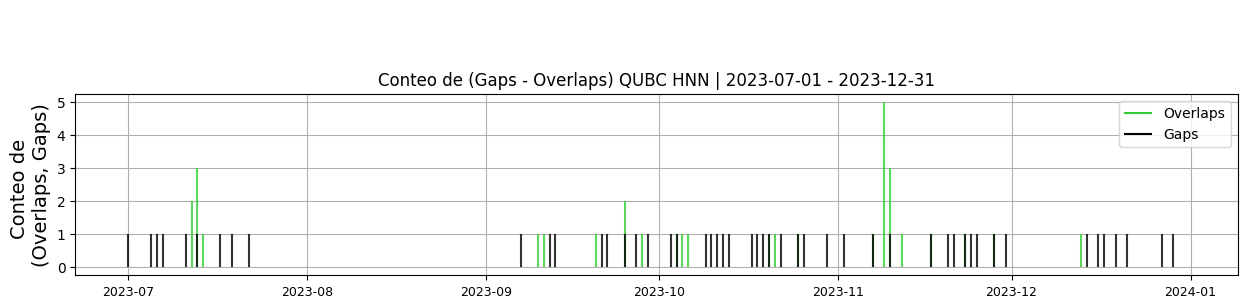 Conteo de (Gaps - Overlaps) QUBC HNN | 2023-07-01 - 2023-12-31
Conteo de
(Overlaps, Gaps)
5
4
3
2
1
0
Overlaps
Gaps
2023-07
2023-08
2023-09
2023-10
2023-11
2023-12
2024-01